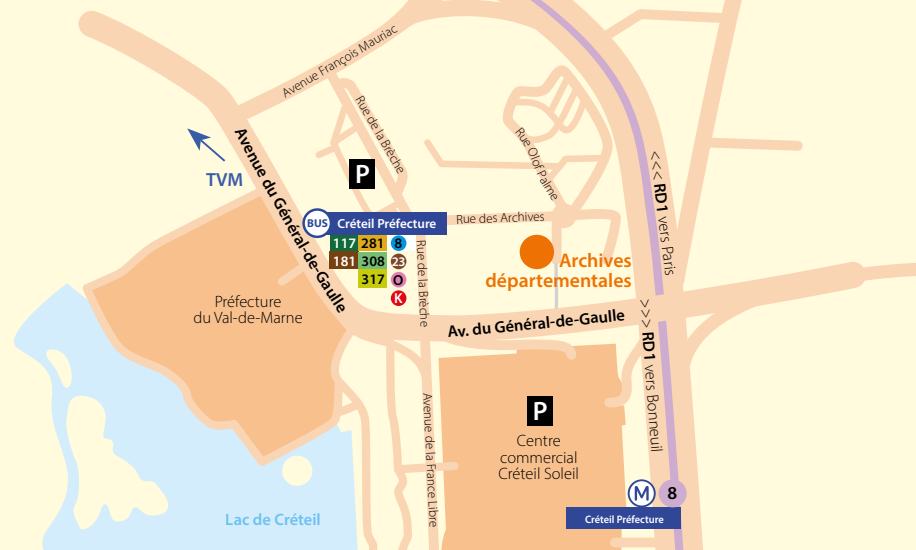 Avenue François Mauriac
Rue de la Brèche
Rue Olof Palme
Avenue du Général-de-Gaulle
TVM
P
<<< RD1 vers Paris
BUS
Créteil Préfecture
117 281 8
181 308 23
317 O
K
Rue des Archives
Rue de la Brèche
Archives
départementales
Préfecture
du Val-de-Marne
Av. du Général-de-Gaulle
>>> RD1 vers Bonneuil
P
Centre
commercial
Créteil Soleil
Avenue de la France Libre
Lac de Créteil
M 8
Créteil Préfecture